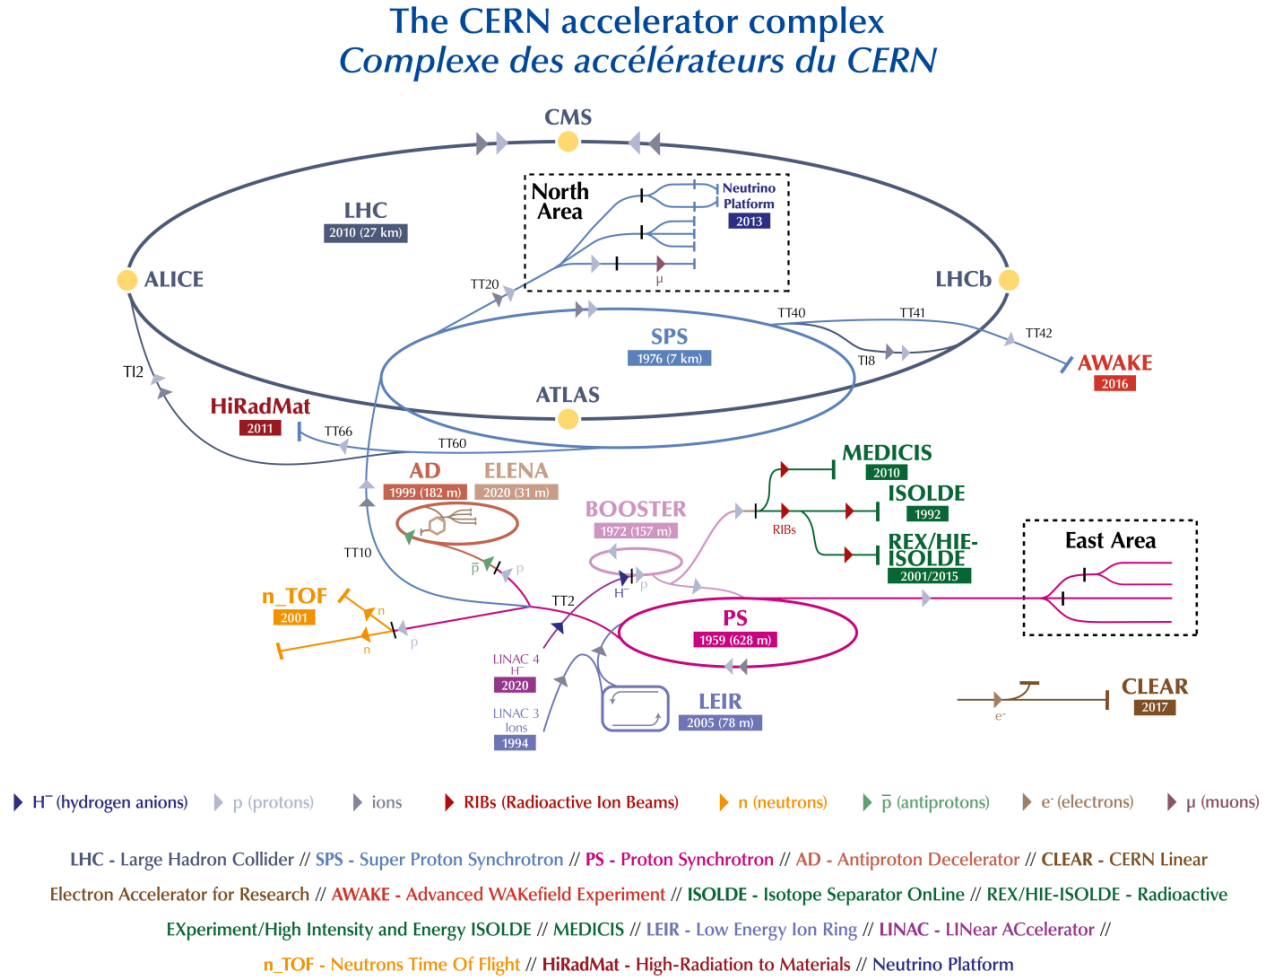 The CERN accelerator complex
Complexe des accélérateurs du CERN
CMS
North
Area
Neutrino
Platform
2013
LHC
2010 (27 km)
ALICE
LHCb
TT20
μ
TT40
TT41
TT42
SPS
1976 (7 km)
TI8
AWAKE
2016
TI2
ATLAS
HiRadMat
2011
TT66
TT60
MEDICIS
2010
AD
1999 (182 m)
ELENA
2020 (31 m)
ISOLDE
1992
BOOSTER
1972 (157 m)
RIBs
REX/HIE-
ISOLDE
2001/2015
East Area
TT10
p̅
p
H⁻
p
n_TOF
2001
n
n
p
TT2
PS
1959 (628 m)
LINAC 4
H⁻
2020
LEIR
2005 (78 m)
LINAC 3
Ions
1994
CLEAR
2017
e⁻
H⁻ (hydrogen anions) p (protons) ions RIBs (Radioactive Ion Beams) n (neutrons) p̅ (antiprotons) e⁻ (electrons) μ (muons)
LHC - Large Hadron Collider // SPS - Super Proton Synchrotron // PS - Proton Synchrotron // AD - Antiproton Decelerator // CLEAR - CERN Linear
Electron Accelerator for Research // AWAKE - Advanced WAKefield Experiment // ISOLDE - Isotope Separator OnLine // REX/HIE-ISOLDE - Radioactive
EXperiment/High Intensity and Energy ISOLDE // MEDICIS // LEIR - Low Energy Ion Ring // LINAC - LINear ACcelerator //
n_TOF - Neutrons Time Of Flight // HiRadMat - High-Radiation to Materials // Neutrino Platform